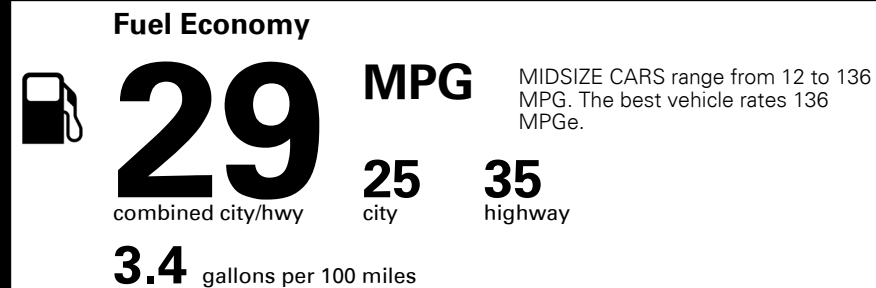 Fuel Economy
29 MPG
MIDSIZE CARS range from 12 to 136
MPG. The best vehicle rates 136
MPGe.
25 35
combined city/hwy city highway
3.4 gallons per 100 miles